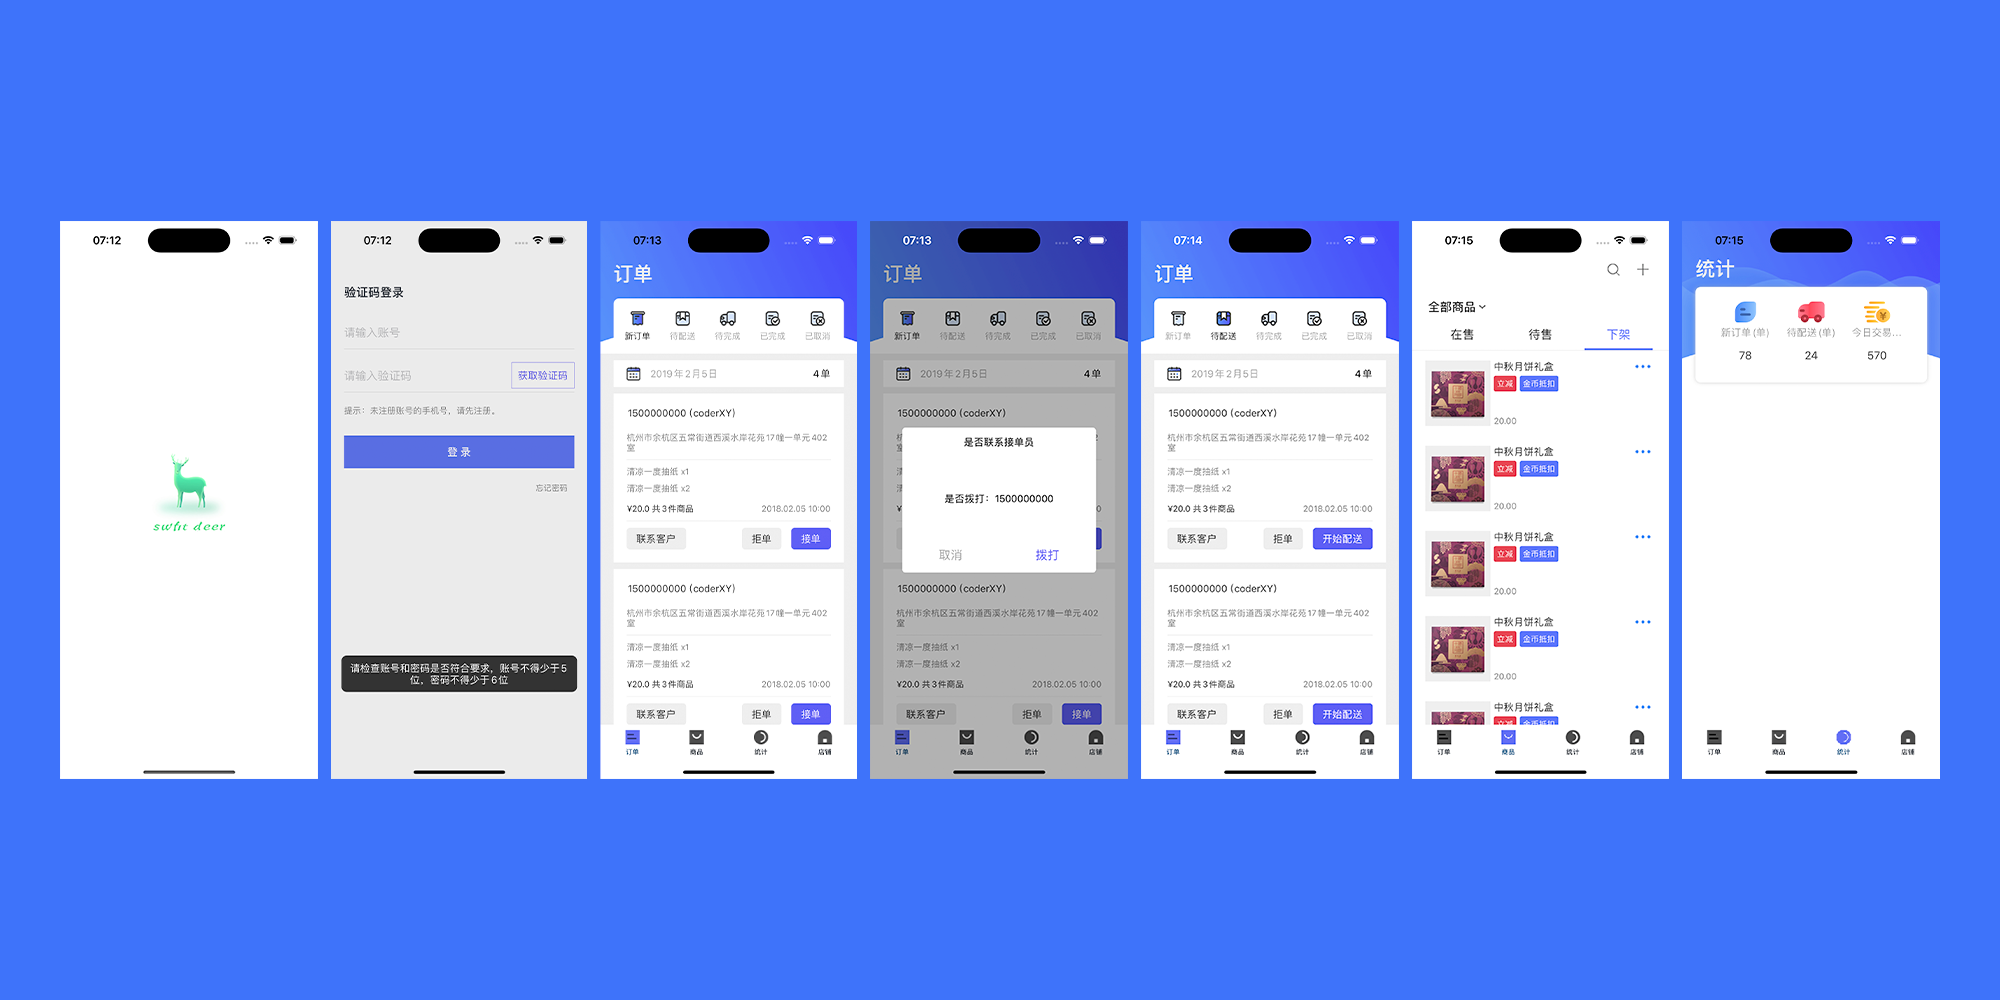 07:12
swht deer
07:12
验证码登录
请输入账号
请输入验证码
获取验证码
提示：未注册账号的手机号，请先注册。
登 录
忘记密码
请检查账号和密码是否符合要求，账号不得少于5
位，密码不得少于6位
07:13
订单
新订单 待配送 待完成 已完成 已取消
2019年2月5日 4单
1500000000 (coderXY)
杭州市余杭区五常街道西溪水岸花苑17幢一单元402
室
清凉一度抽纸 x1
清凉一度抽纸 x2
¥20.0 共3件商品 2018.02.05 10:00
联系客户 拒单 接单
1500000000 (coderXY)
杭州市余杭区五常街道西溪水岸花苑17幢一单元402
室
清凉一度抽纸 x1
清凉一度抽纸 x2
¥20.0 共3件商品 2018.02.05 10:00
联系客户 拒单 接单
订单 商品 统计 店铺
07:13
订单
新订单 待配送 待完成 已完成 已取消
2019年2月5日 4单
1500000000 (coderXY)
杭州市余杭区五常街道西溪水岸花苑17幢一单元402
室
是否联系接单员
是否拨打：1500000000
取消 拨打
1500000000 (coderXY)
杭州市余杭区五常街道西溪水岸花苑17幢一单元402
室
清凉一度抽纸 x1
清凉一度抽纸 x2
¥20.0 共3件商品 2018.02.05 10:00
联系客户 拒单 接单
订单 商品 统计 店铺
07:14
订单
新订单 待配送 待完成 已完成 已取消
2019年2月5日 4单
1500000000 (coderXY)
杭州市余杭区五常街道西溪水岸花苑17幢一单元402
室
清凉一度抽纸 x1
清凉一度抽纸 x2
¥20.0 共3件商品 2018.02.05 10:00
联系客户 拒单 开始配送
1500000000 (coderXY)
杭州市余杭区五常街道西溪水岸花苑17幢一单元402
室
清凉一度抽纸 x1
清凉一度抽纸 x2
¥20.0 共3件商品 2018.02.05 10:00
联系客户 拒单 开始配送
订单 商品 统计 店铺
07:15
全部商品
在售 待售 下架
中秋月饼礼盒
立减 金币抵扣
20.00
中秋月饼礼盒
立减 金币抵扣
20.00
中秋月饼礼盒
立减 金币抵扣
20.00
中秋月饼礼盒
立减 金币抵扣
20.00
中秋月饼礼盒
立减 金币抵扣
订单 商品 统计 店铺
07:15
统计
新订单(单) 待配送(单) 今日交易...
78 24 570
订单 商品 统计 店铺